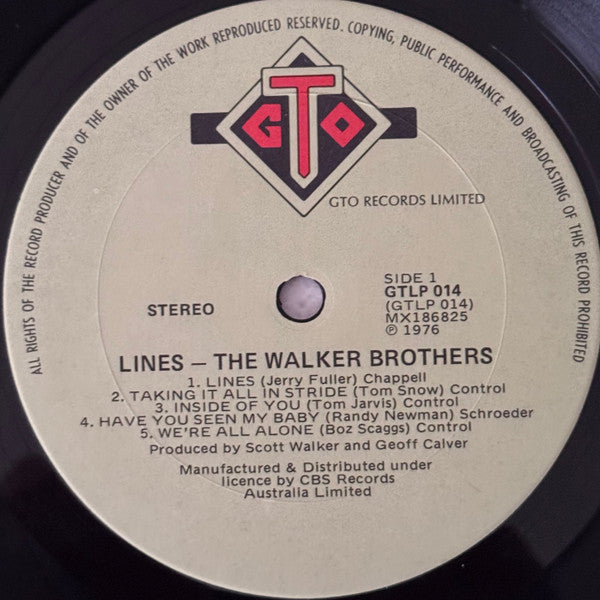 ALL RIGHTS OF THE RECORD PRODUCER AND OF THE OWNER OF THE WORK REPRODUCED RESERVED. COPYING, PUBLIC PERFORMANCE AND BROADCASTING OF THIS RECORD PROHIBITED
GTO
GTO RECORDS LIMITED
STEREO
SIDE 1
GTLP 014
(GTLP 014)
MX186825
℗ 1976
LINES – THE WALKER BROTHERS
1. LINES (Jerry Fuller) Chappell
2. TAKING IT ALL IN STRIDE (Tom Snow) Control
3. INSIDE OF YOU (Tom Jarvis) Control
4. HAVE YOU SEEN MY BABY (Randy Newman) Schroeder
5. WE'RE ALL ALONE (Boz Scaggs) Control
Produced by Scott Walker and Geoff Calver
Manufactured & Distributed under
licence by CBS Records
Australia Limited